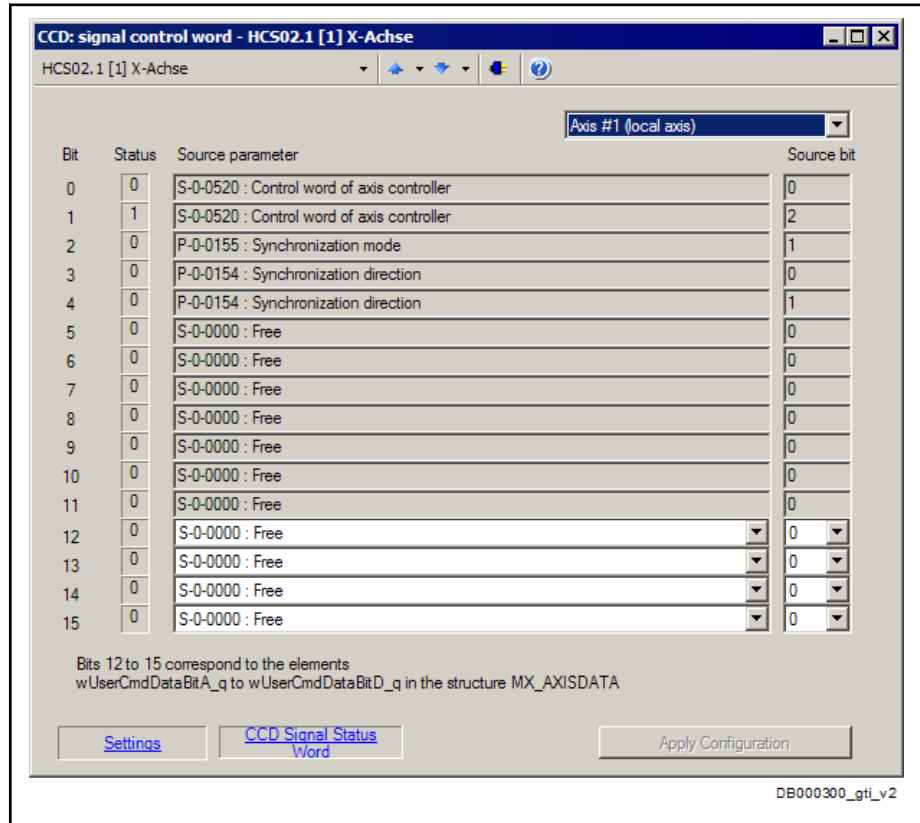 CCD: signal control word - HCS02.1 [1] X-Achse
HCS02.1 [1] X-Achse
Axis #1 (local axis)
Bit Status Source parameter Source bit
0 0 S-0-0520 : Control word of axis controller 0
1 1 S-0-0520 : Control word of axis controller 2
2 0 P-0-0155 : Synchronization mode 1
3 0 P-0-0154 : Synchronization direction 0
4 0 P-0-0154 : Synchronization direction 1
5 0 S-0-0000 : Free 0
6 0 S-0-0000 : Free 0
7 0 S-0-0000 : Free 0
8 0 S-0-0000 : Free 0
9 0 S-0-0000 : Free 0
10 0 S-0-0000 : Free 0
11 0 S-0-0000 : Free 0
12 0 S-0-0000 : Free 0
13 0 S-0-0000 : Free 0
14 0 S-0-0000 : Free 0
15 0 S-0-0000 : Free 0
Bits 12 to 15 correspond to the elements
wUserCmdDataBitA_q to wUserCmdDataBitD_q in the structure MX_AXISDATA
Settings
CCD Signal Status
Word
Apply Configuration
DB000300_gti_v2